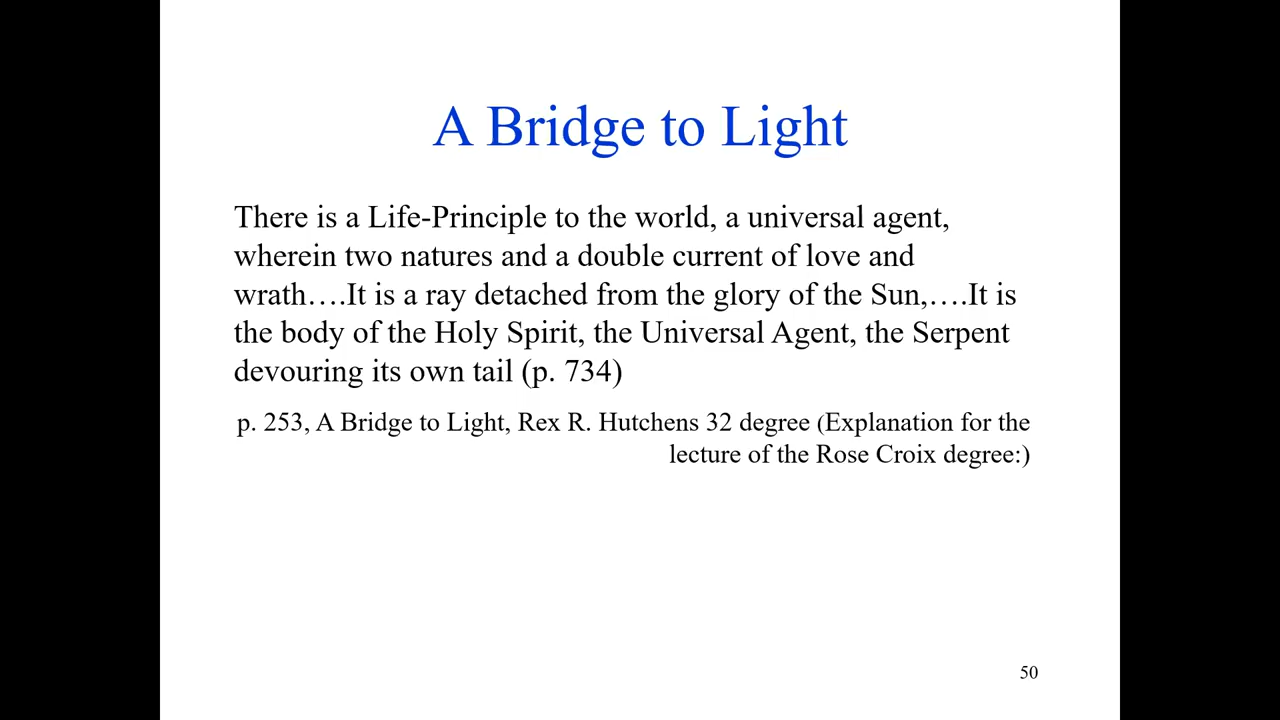 A Bridge to Light
There is a Life-Principle to the world, a universal agent,
wherein two natures and a double current of love and
wrath….It is a ray detached from the glory of the Sun,….It is
the body of the Holy Spirit, the Universal Agent, the Serpent
devouring its own tail (p. 734)
p. 253, A Bridge to Light, Rex R. Hutchens 32 degree (Explanation for the
lecture of the Rose Croix degree:)
50